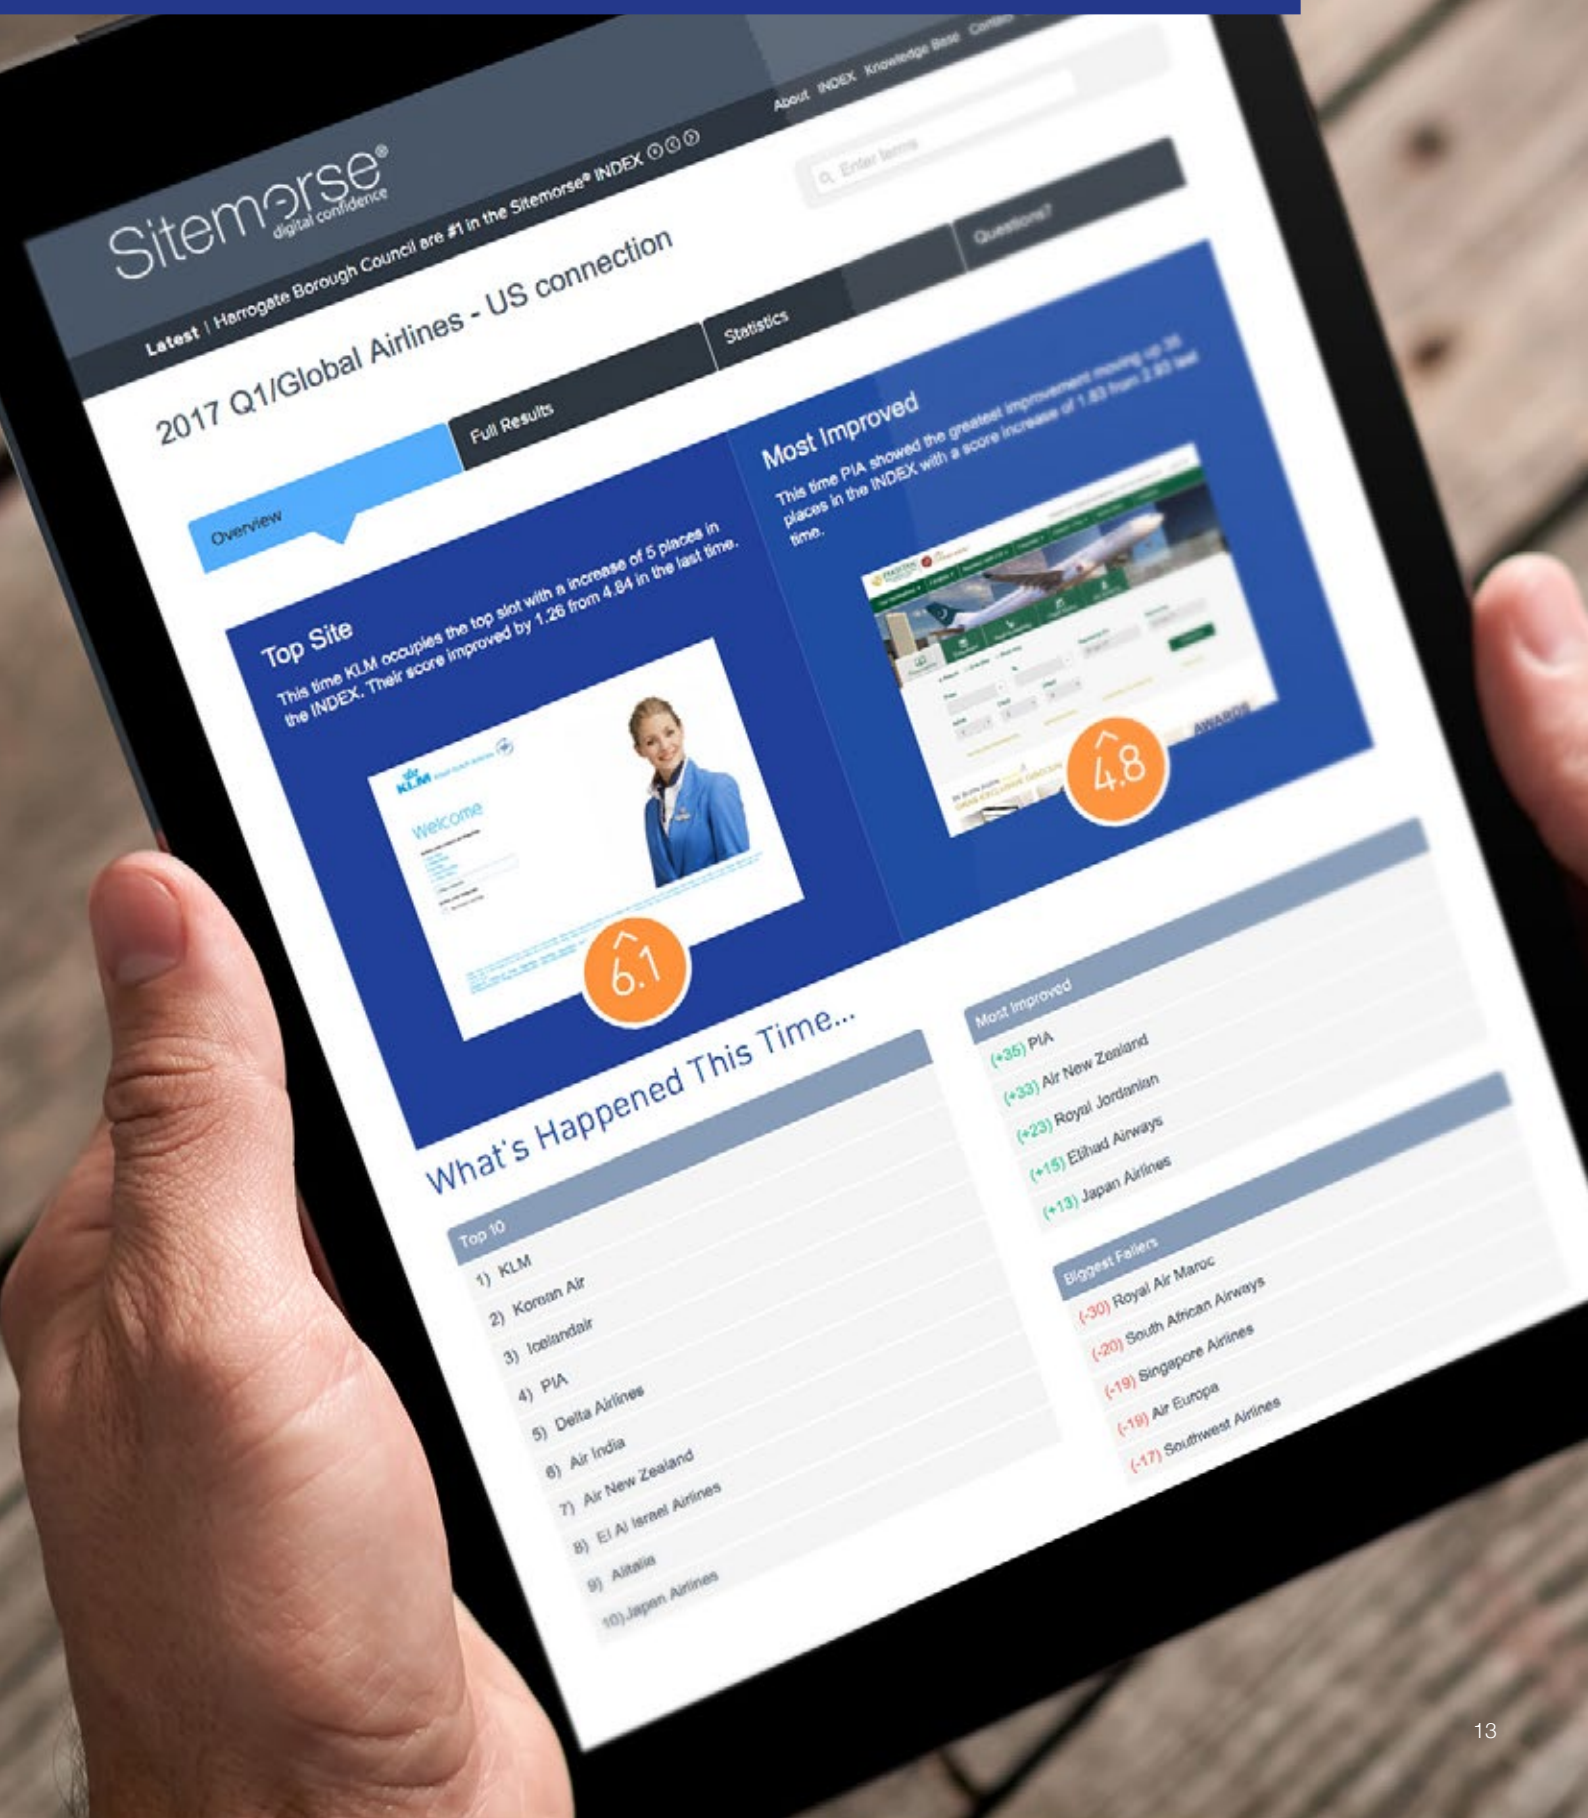 About INDEX Knowledge Base Contact
Sitemorse®
digital confidence
Latest | Harrogate Borough Council are #1 in the Sitemorse® INDEX
Enter terms
2017 Q1/Global Airlines - US connection
Overview
Full Results
Statistics
Questions?
Top Site
This time KLM occupies the top slot with a increase of 5 places in
the INDEX. Their score improved by 1.26 from 4.84 in the last time.
KLM
Welcome
6.1
Most Improved
This time PIA showed the greatest improvement moving up 35
places in the INDEX with a score increase of 1.83 from 2.93 last
time.
AWARDS
4.8
What's Happened This Time...
Top 10
1) KLM
2) Korean Air
3) Icelandair
4) PIA
5) Delta Airlines
6) Air India
7) Air New Zealand
8) El Al Israel Airlines
9) Alitalia
10) Japan Airlines
Most Improved
(+35) PIA
(+33) Air New Zealand
(+23) Royal Jordanian
(+15) Etihad Airways
(+13) Japan Airlines
Biggest Fallers
(-30) Royal Air Maroc
(-20) South African Airways
(-19) Singapore Airlines
(-19) Air Europa
(-17) Southwest Airlines
13